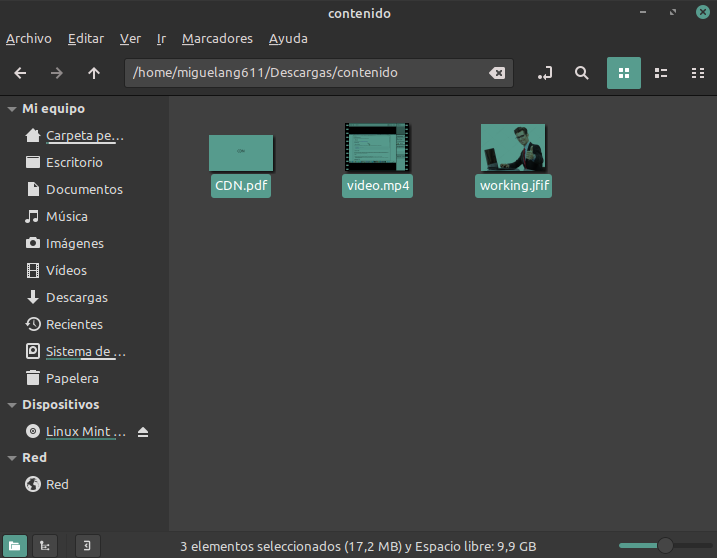 contenido
Archivo Editar Ver Ir Marcadores Ayuda
/home/miguelang611/Descargas/contenido
Mi equipo
Carpeta pe...
Escritorio
Documentos
Música
Imágenes
Vídeos
Descargas
Recientes
Sistema de ...
Papelera
Dispositivos
Linux Mint ...
Red
Red
CDN.pdf
video.mp4
working.jfif
3 elementos seleccionados (17,2 MB) y Espacio libre: 9,9 GB